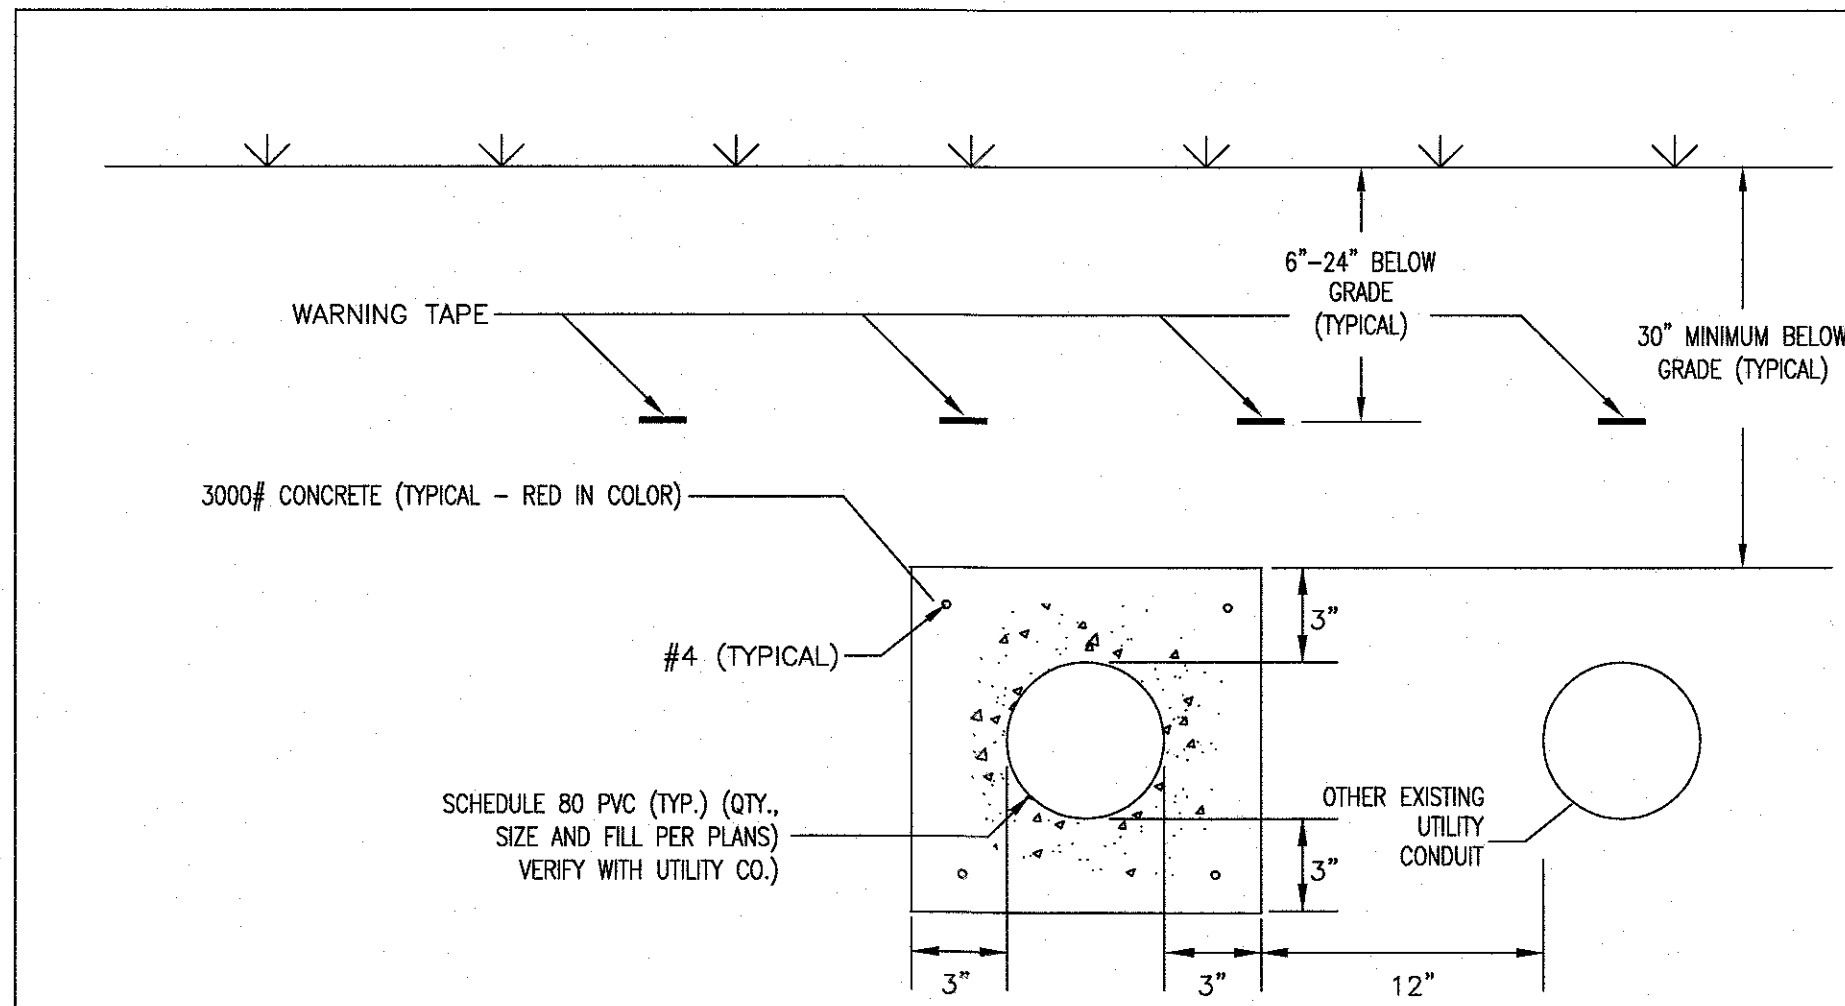 6"-24" BELOW
GRADE
(TYPICAL)
WARNING TAPE
30" MINIMUM BELOW
GRADE (TYPICAL)
3000# CONCRETE (TYPICAL - RED IN COLOR)
3"
#4 (TYPICAL)
SCHEDULE 80 PVC (TYP.) (QTY.,
SIZE AND FILL PER PLANS)
VERIFY WITH UTILITY CO.)
OTHER EXISTING
UTILITY
CONDUIT
3"
3"
3"
12"